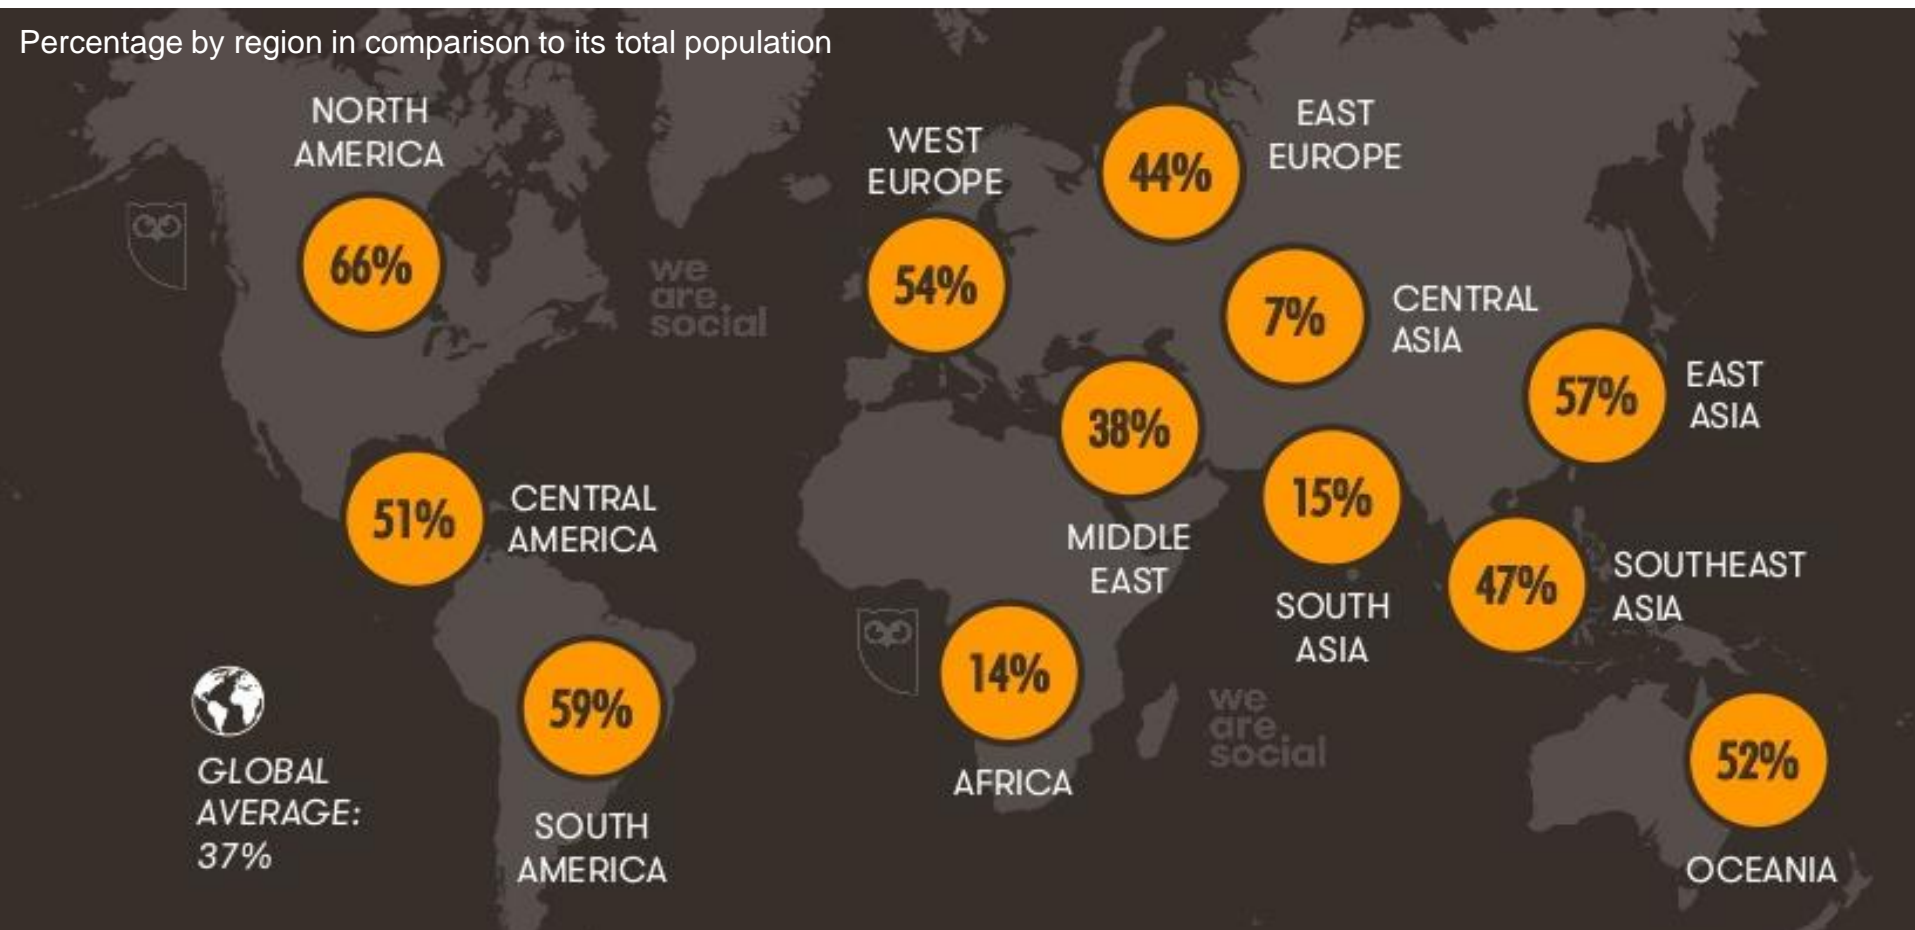 Percentage by region in comparison to its total population
NORTH
AMERICA
66%
WEST
EUROPE
54%
44%
EAST
EUROPE
we
are
social
7%
CENTRAL
ASIA
57%
EAST
ASIA
38%
MIDDLE
EAST
15%
SOUTH
ASIA
51%
CENTRAL
AMERICA
47%
SOUTHEAST
ASIA
14%
AFRICA
we
are
social
59%
SOUTH
AMERICA
52%
OCEANIA
GLOBAL
AVERAGE:
37%